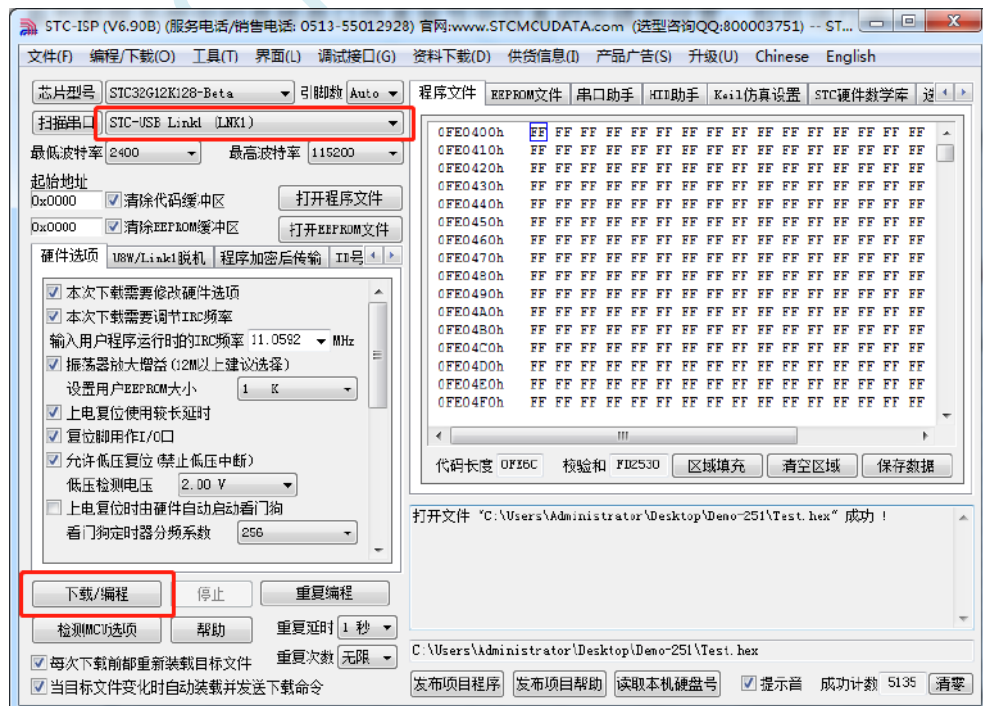 STC-ISP (V6.90B) (服务电话/销售电话: 0513-55012928) 官网:www.STCMCUDATA.com (选型咨询QQ:800003751) -- ST...
文件(F) 编程/下载(O) 工具(T) 界面(L) 调试接口(G) 资料下载(D) 供货信息(I) 产品广告(S) 升级(U) Chinese English
芯片型号 STC32G12K128-Beta 引脚数 Auto
扫描串口 STC-USB Link1 (LNK1)
最低波特率 2400 最高波特率 115200
起始地址
0x0000 清除代码缓冲区 打开程序文件
0x0000 清除EEPROM缓冲区 打开EEPROM文件
硬件选项 U8W/Link1脱机 程序加密后传输 ID号
本次下载需要修改硬件选项
本次下载需要调节IRC频率
输入用户程序运行时的IRC频率 11.0592 MHz
振荡器放大增益(12M以上建议选择)
设置用户EEPROM大小 1 K
上电复位使用较长延时
复位脚用作I/O口
允许低压复位(禁止低压中断)
低压检测电压 2.00 V
上电复位时由硬件自动启动看门狗
看门狗定时器分频系数 256
下载/编程 停止 重复编程
检测MCU选项 帮助 重复延时 1 秒
每次下载前都重新装载目标文件 重复次数 无限
当目标文件变化时自动装载并发送下载命令
程序文件 EEPROM文件 串口助手 HID助手 Keil仿真设置 STC硬件数学库
0FE0400h FF FF FF FF FF FF FF FF FF FF FF FF FF FF FF FF
0FE0410h FF FF FF FF FF FF FF FF FF FF FF FF FF FF FF FF
0FE0420h FF FF FF FF FF FF FF FF FF FF FF FF FF FF FF FF
0FE0430h FF FF FF FF FF FF FF FF FF FF FF FF FF FF FF FF
0FE0440h FF FF FF FF FF FF FF FF FF FF FF FF FF FF FF FF
0FE0450h FF FF FF FF FF FF FF FF FF FF FF FF FF FF FF FF
0FE0460h FF FF FF FF FF FF FF FF FF FF FF FF FF FF FF FF
0FE0470h FF FF FF FF FF FF FF FF FF FF FF FF FF FF FF FF
0FE0480h FF FF FF FF FF FF FF FF FF FF FF FF FF FF FF FF
0FE0490h FF FF FF FF FF FF FF FF FF FF FF FF FF FF FF FF
0FE04A0h FF FF FF FF FF FF FF FF FF FF FF FF FF FF FF FF
0FE04B0h FF FF FF FF FF FF FF FF FF FF FF FF FF FF FF FF
0FE04C0h FF FF FF FF FF FF FF FF FF FF FF FF FF FF FF FF
0FE04D0h FF FF FF FF FF FF FF FF FF FF FF FF FF FF FF FF
0FE04E0h FF FF FF FF FF FF FF FF FF FF FF FF FF FF FF FF
0FE04F0h FF FF FF FF FF FF FF FF FF FF FF FF FF FF FF FF
代码长度 校验和 区域填充 清空区域 保存数据
打开文件 "C:\Users\Administrator\Desktop\Demo-251\Test.hex" 成功 !
C:\Users\Administrator\Desktop\Demo-251\Test.hex
发布项目程序 发布项目帮助 读取本机硬盘号 提示音 成功计数 5135 清零